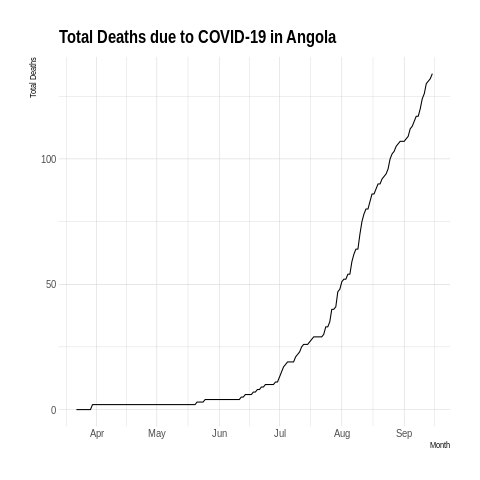 Total Deaths due to COVID-19 in Angola
Total Deaths
100
50
0
Apr May Jun Jul Aug Sep
Month